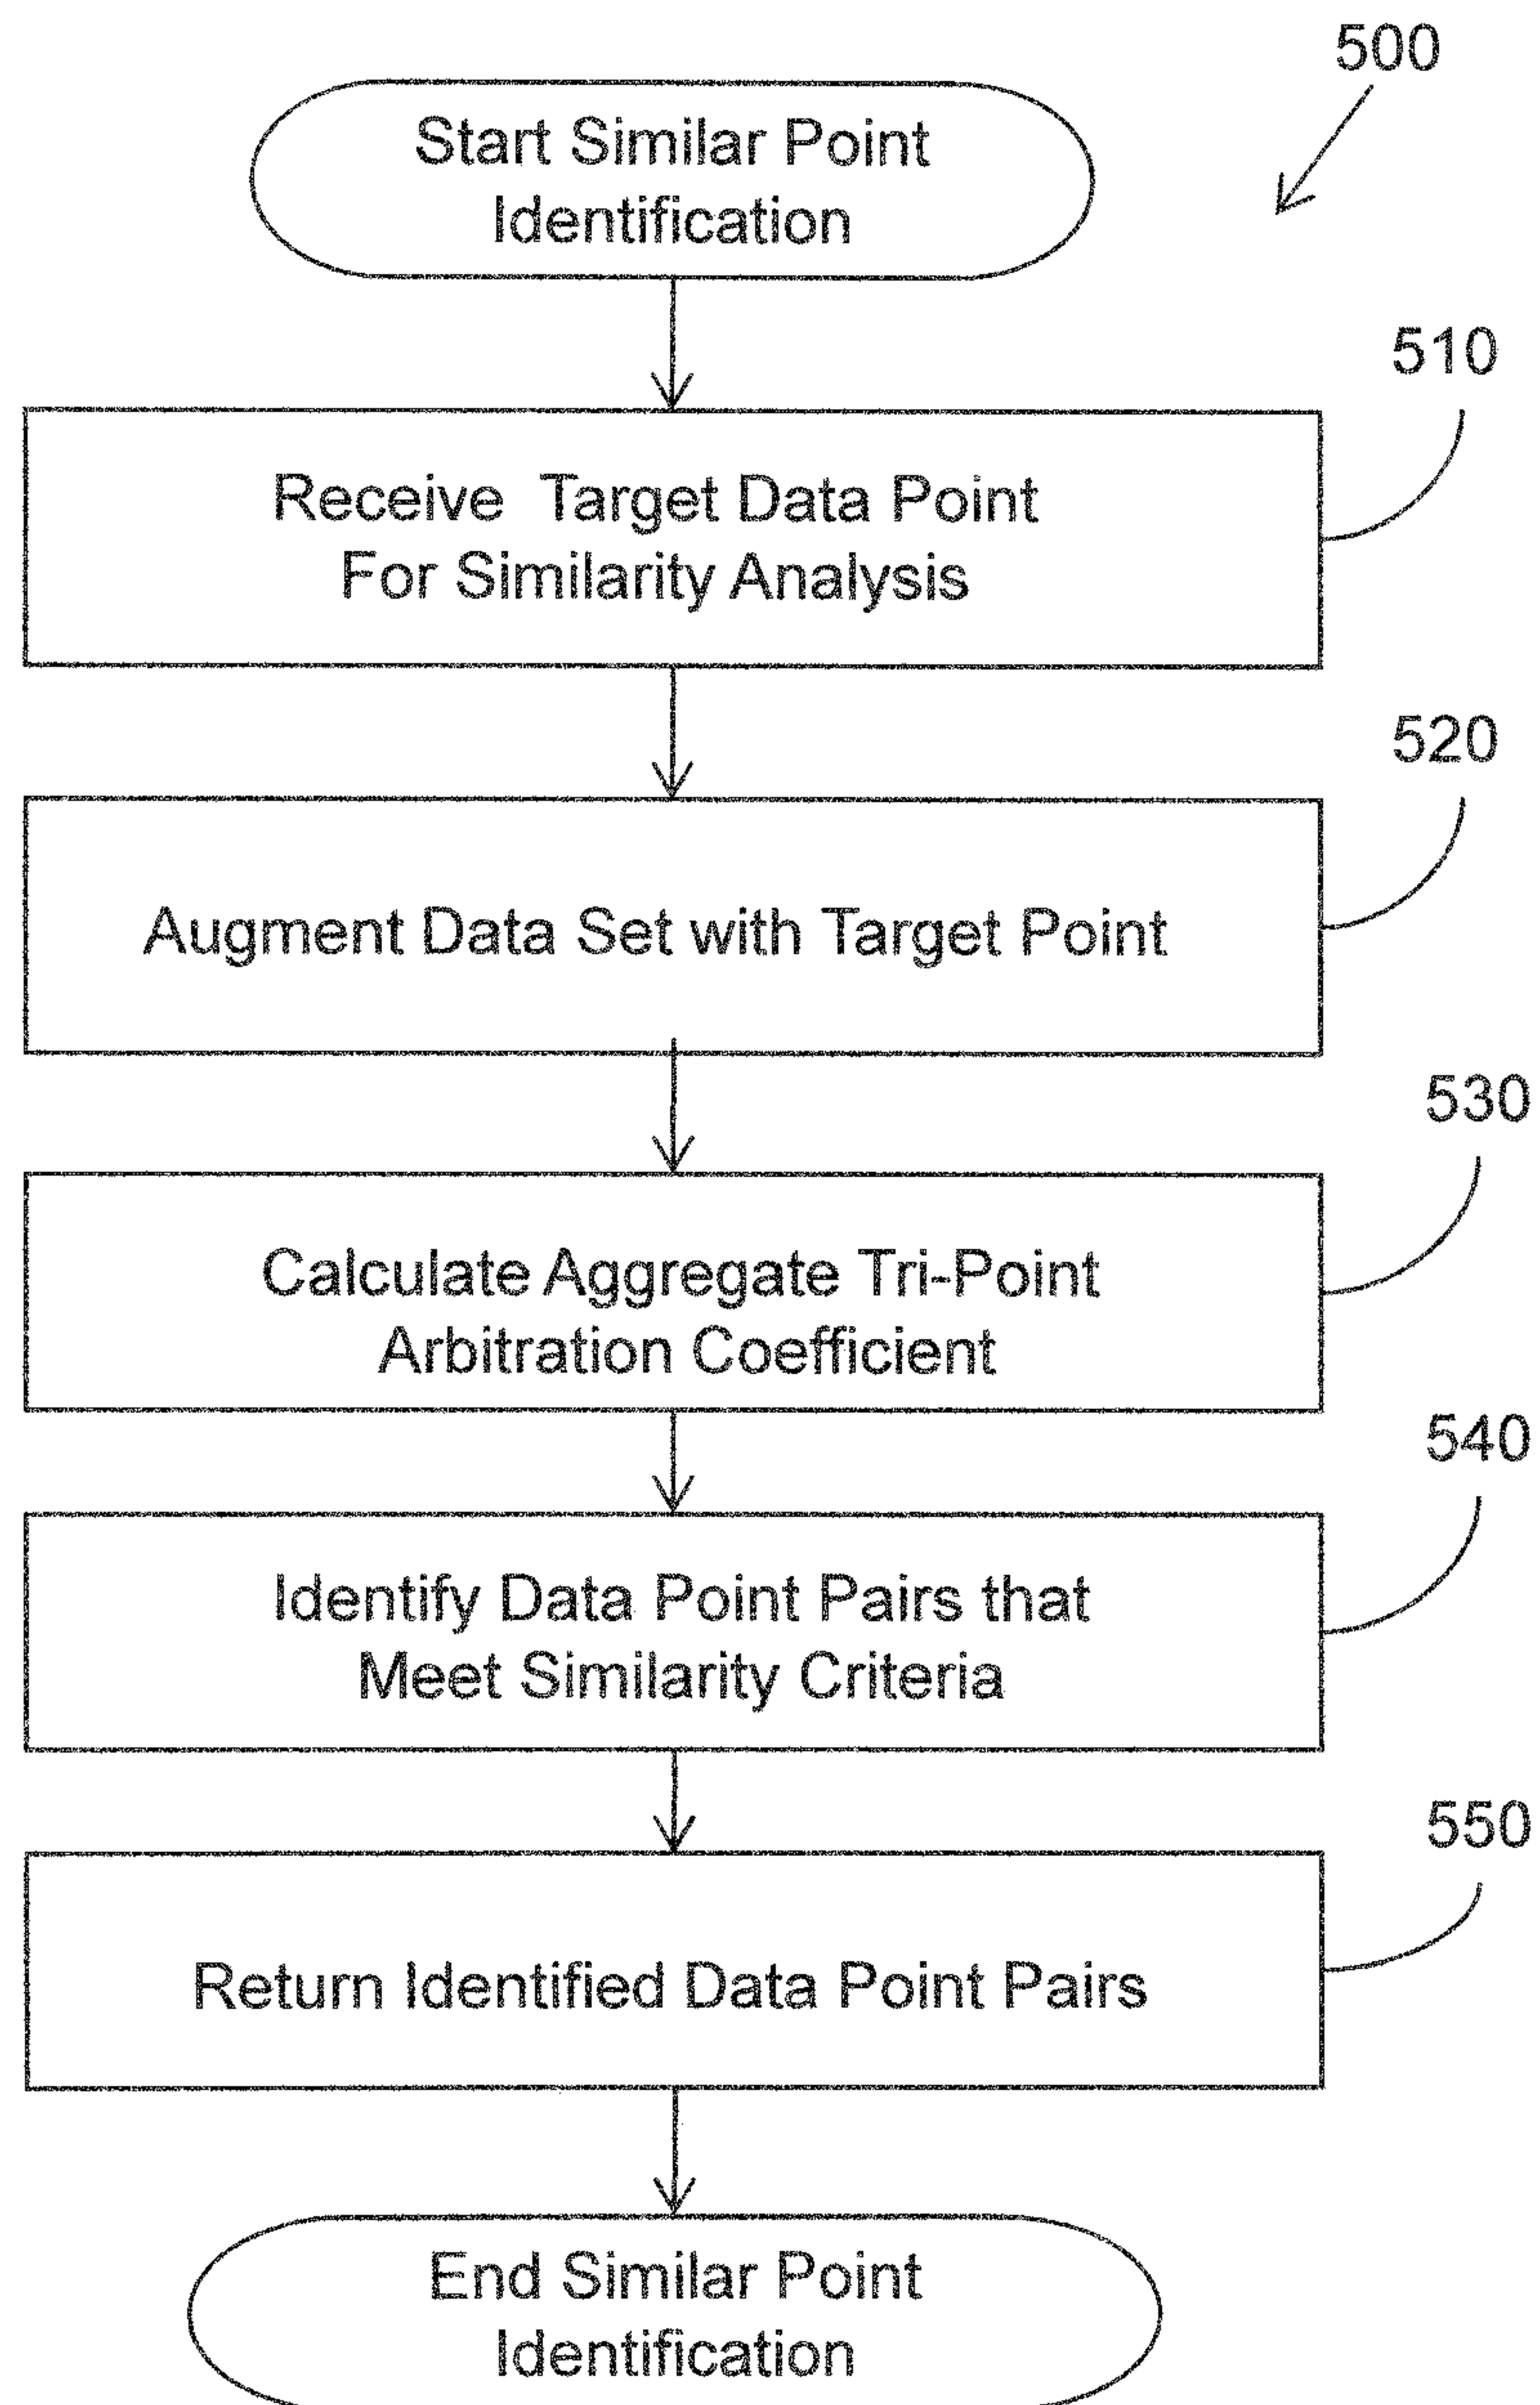 500
Start Similar Point
Identification
510
Receive Target Data Point
For Similarity Analysis
520
Augment Data Set with Target Point
530
Calculate Aggregate Tri-Point
Arbitration Coefficient
540
Identify Data Point Pairs that
Meet Similarity Criteria
550
Return Identified Data Point Pairs
End Similar Point
Identification